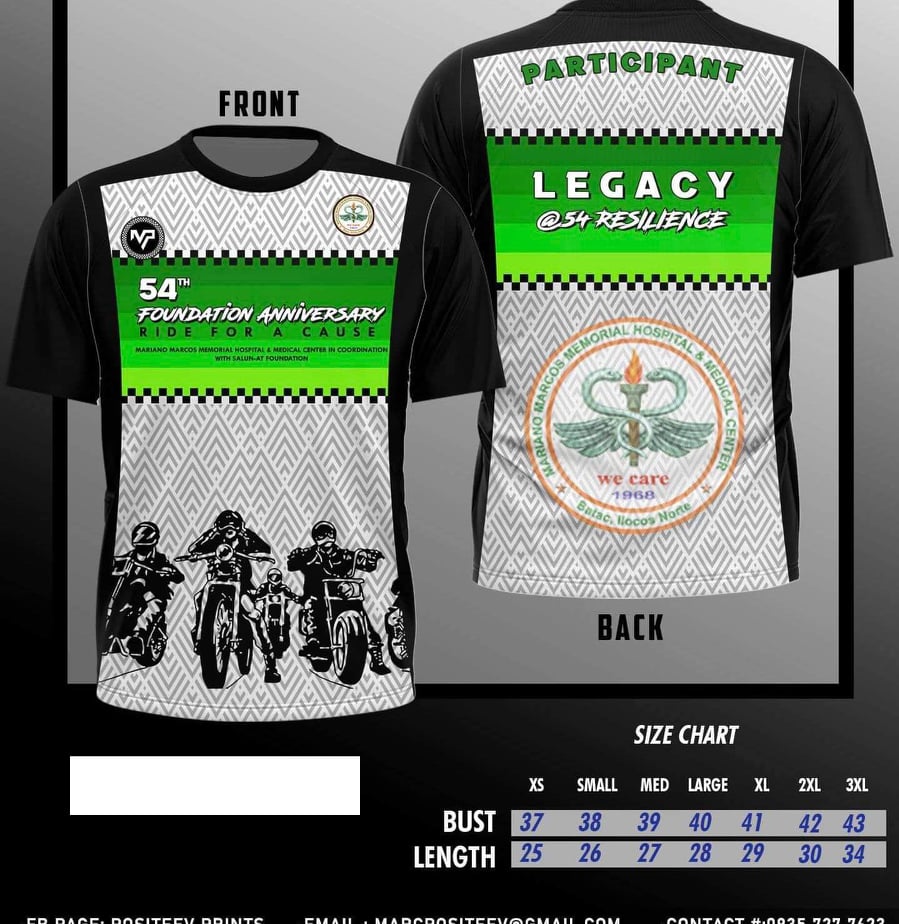 FRONT
PARTICIPANT
LEGACY
@54 RESILIENCE
54TH
FOUNDATION ANNIVERSARY
RIDE FOR A CAUSE
MARIANO MARCOS MEMORIAL HOSPITAL & MEDICAL CENTER IN COORDINATION
WITH SALUN-AT FOUNDATION
MARIANO MARCOS MEMORIAL HOSPITAL & MEDICAL CENTER
we care
1968
Batac, Ilocos Norte
BACK
SIZE CHART
XS SMALL MED LARGE XL 2XL 3XL
BUST 37 38 39 40 41 42 43
LENGTH 25 26 27 28 29 30 34
FB PAGE: POSITEEV PRINTS EMAIL : MARCPOSITEEV@GMAIL.COM CONTACT #:0935 727 7623